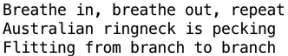 Breathe in, breathe out, repeat
Australian ringneck is pecking
Flitting from branch to branch